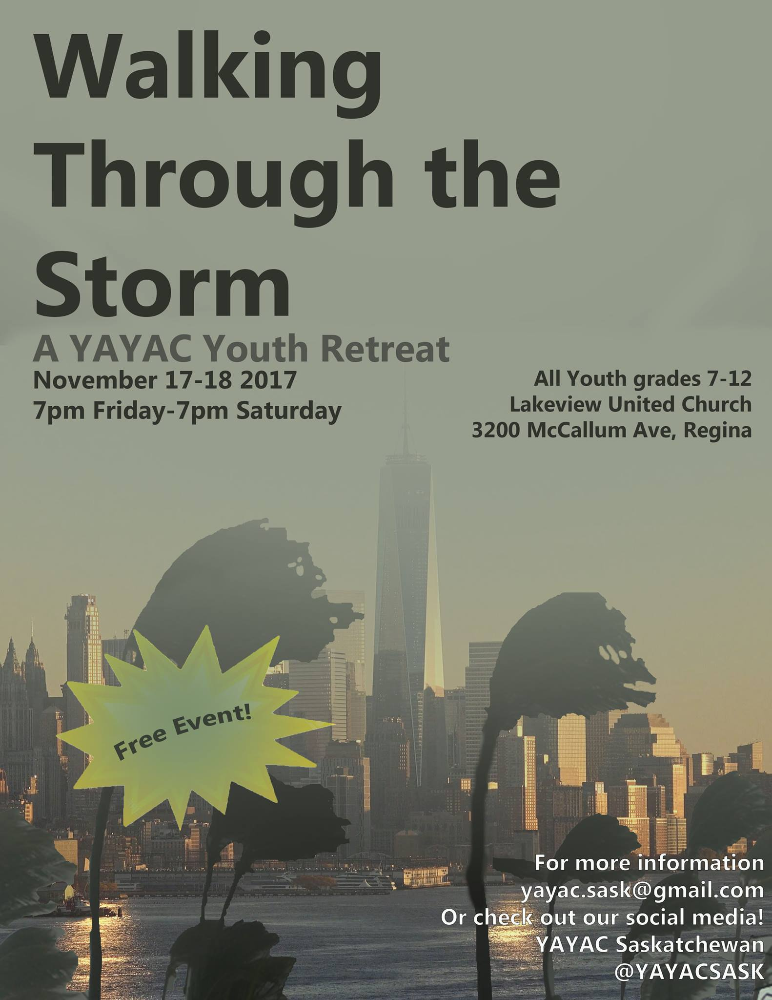 Walking
Through the
Storm
A YAYAC Youth Retreat
November 17-18 2017
7pm Friday-7pm Saturday
All Youth grades 7-12
Lakeview United Church
3200 McCallum Ave, Regina
Free Event!
For more information
yayac.sask@gmail.com
Or check out our social media!
YAYAC Saskatchewan
@YAYACSASK